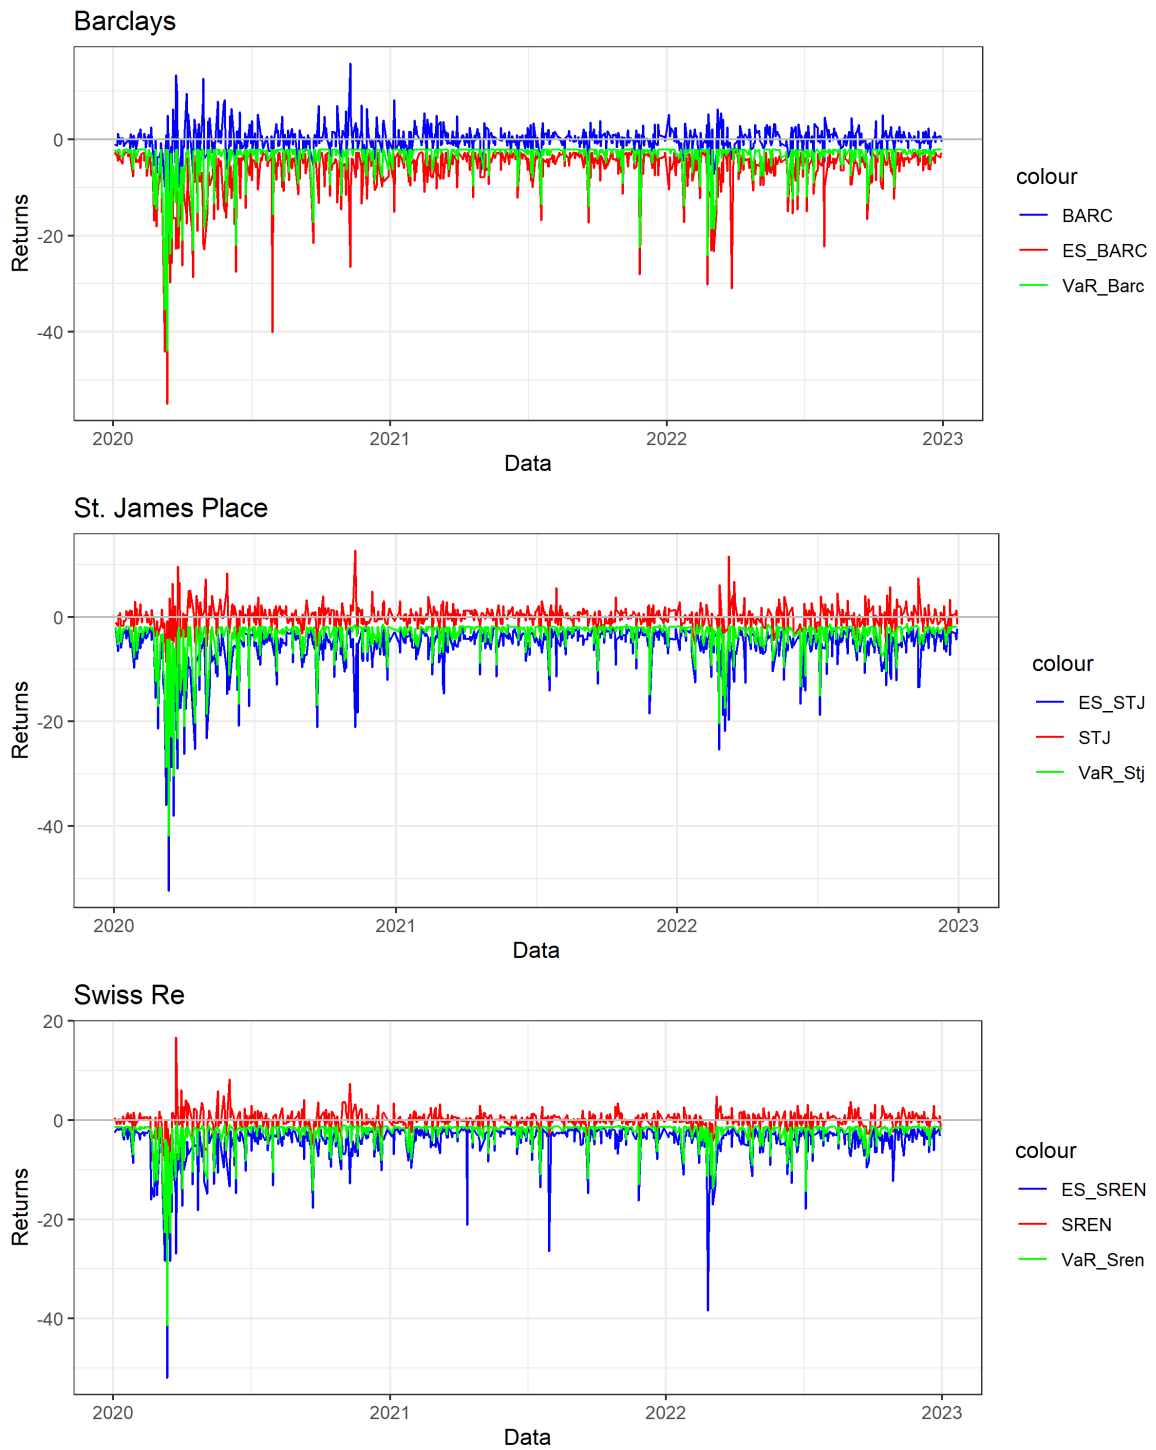 Barclays
0
-20
-40
Returns
2020 2021 2022 2023
Data
colour
BARC
ES_BARC
VaR_Barc
St. James Place
0
-20
-40
Returns
2020 2021 2022 2023
Data
colour
ES_STJ
STJ
VaR_Stj
Swiss Re
20
0
-20
-40
Returns
2020 2021 2022 2023
Data
colour
ES_SREN
SREN
VaR_Sren